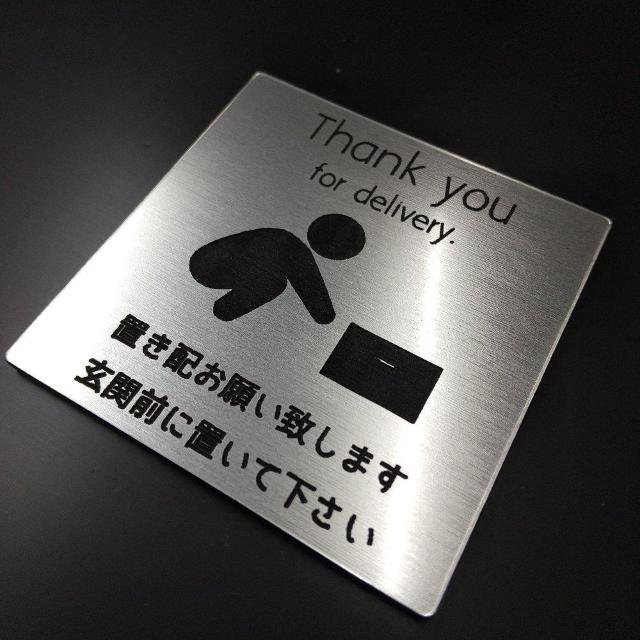 Thank you
for delivery.
置き配お願い致します
玄関前に置いて下さい